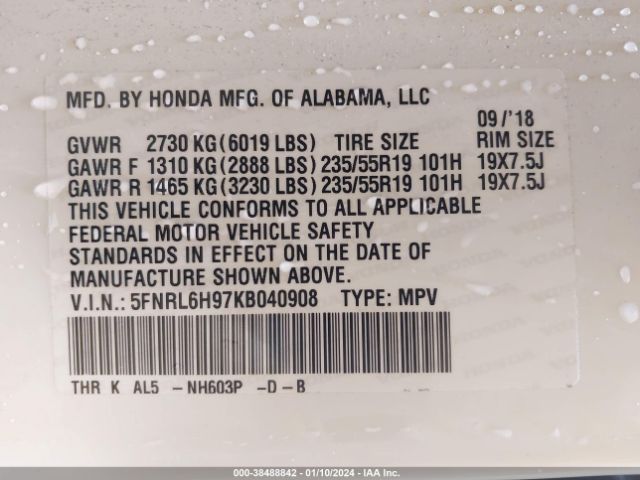 MFD. BY HONDA MFG. OF ALABAMA, LLC
09/'18
GVWR 2730 KG(6019 LBS) TIRE SIZE RIM SIZE
GAWR F 1310 KG(2888 LBS) 235/55R19 101H 19X7.5J
GAWR R 1465 KG(3230 LBS) 235/55R19 101H 19X7.5J
THIS VEHICLE CONFORMS TO ALL APPLICABLE
FEDERAL MOTOR VEHICLE SAFETY
STANDARDS IN EFFECT ON THE DATE OF
MANUFACTURE SHOWN ABOVE.
V.I.N.: 5FNRL6H97KB040908 TYPE: MPV
THR K AL5 -NH603P -D-B
000-38488842 - 01/10/2024 - IAAI.COM